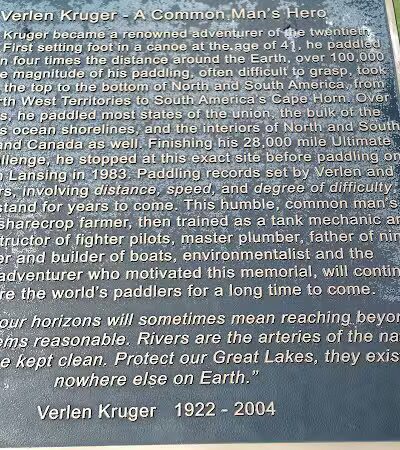 Verlen Kruger - A Common Man's Hero
Kruger became a renowned adventurer of the twentieth
First setting foot in a canoe at the age of 41, he paddled
n four times the distance around the Earth, over 100,000
e magnitude of his paddling, often difficult to grasp, took
the top to the bottom of North and South America, from
rth West Territories to South America's Cape Horn. Over
s, he paddled most states of the union, the bulk of the
s ocean shorelines, and the interiors of North and South
and Canada as well. Finishing his 28,000 mile Ultimate
llenge, he stopped at this exact site before paddling on
n Lansing in 1983. Paddling records set by Verlen and
rs, involving distance, speed, and degree of difficulty,
stand for years to come. This humble, common man's
sharecrop farmer, then trained as a tank mechanic an
tructor of fighter pilots, master plumber, father of nin
er and builder of boats, environmentalist and the
adventurer who motivated this memorial, will contin
re the world's paddlers for a long time to come.
our horizons will sometimes mean reaching beyon
ems reasonable. Rivers are the arteries of the na
e kept clean. Protect our Great Lakes, they exis
nowhere else on Earth."
Verlen Kruger 1922 - 2004